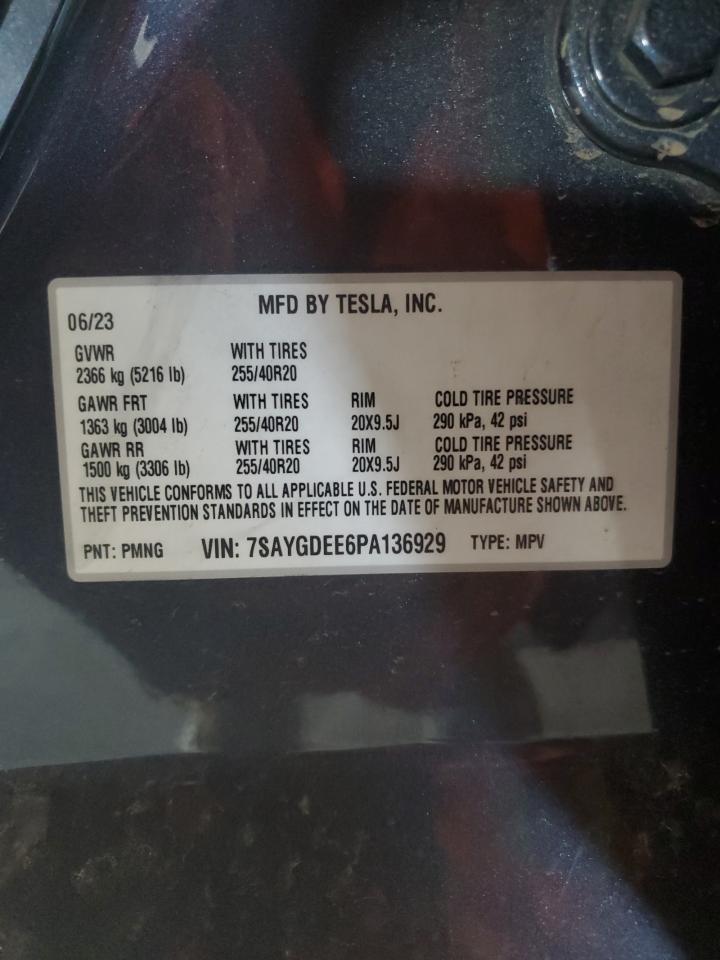 MFD BY TESLA, INC.
06/23
GVWR WITH TIRES
2366 kg (5216 lb) 255/40R20
GAWR FRT WITH TIRES RIM COLD TIRE PRESSURE
1363 kg (3004 lb) 255/40R20 20X9.5J 290 kPa, 42 psi
GAWR RR WITH TIRES RIM COLD TIRE PRESSURE
1500 kg (3306 lb) 255/40R20 20X9.5J 290 kPa, 42 psi
THIS VEHICLE CONFORMS TO ALL APPLICABLE U.S. FEDERAL MOTOR VEHICLE SAFETY AND
THEFT PREVENTION STANDARDS IN EFFECT ON THE DATE OF MANUFACTURE SHOWN ABOVE.
PNT: PMNG VIN: 7SAYGDEE6PA136929 TYPE: MPV